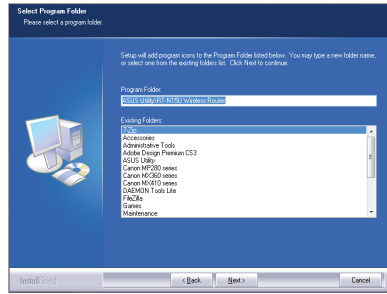 Select Program Folder
Please select a program folder.
Setup will add program icons to the Program Folder listed below. You may type a new folder name,
or select one from the existing folders list. Click Next to continue.
Program Folder:
ASUS Utility\RT-N15U Wireless Router
Existing Folders:
7-Zip
Accessories
Administrative Tools
Adobe Design Premium CS3
ASUS Utility
Canon MP280 series
Canon MX360 series
Canon MX410 series
DAEMON Tools Lite
FileZilla
Games
Maintenance
InstallShield
< Back
Next >
Cancel